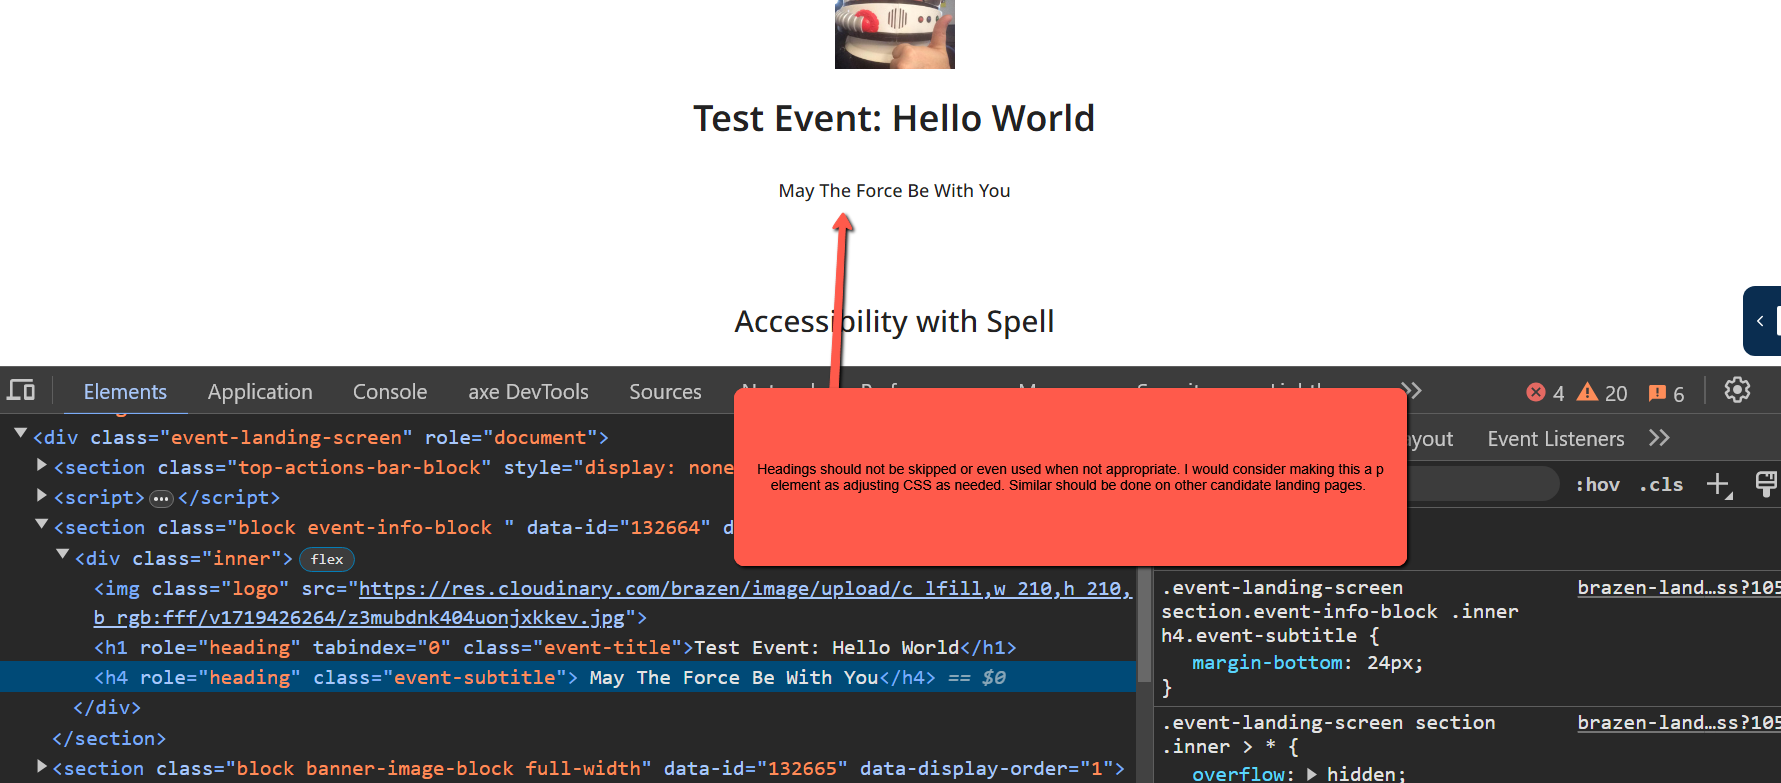 Test Event: Hello World
May The Force Be With You
Accessibility with Spell
Elements Application Console axe DevTools Sources
4 20 6
Headings should not be skipped or even used when not appropriate. I would consider making this a p
element as adjusting CSS as needed. Similar should be done on other candidate landing pages.
<div class="event-landing-screen" role="document">
<section class="top-actions-bar-block" style="display: none
<script> ••• </script>
<section class="block event-info-block " data-id="132664" d
<div class="inner"> flex
<img class="logo" src="https://res.cloudinary.com/brazen/image/upload/c_lfill,w_210,h_210,
b_rgb:fff/v1719426264/z3mubdnk404uonjxkkev.jpg">
<h1 role="heading" tabindex="0" class="event-title">Test Event: Hello World</h1>
<h4 role="heading" class="event-subtitle"> May The Force Be With You</h4> == $0
</div>
</section>
<section class="block banner-image-block full-width" data-id="132665" data-display-order="1">
yout Event Listeners
:hov .cls
.event-landing-screen brazen-land…ss?105
section.event-info-block .inner
h4.event-subtitle {
margin-bottom: 24px;
}
.event-landing-screen section brazen-land…ss?105
.inner > * {
overflow: hidden;